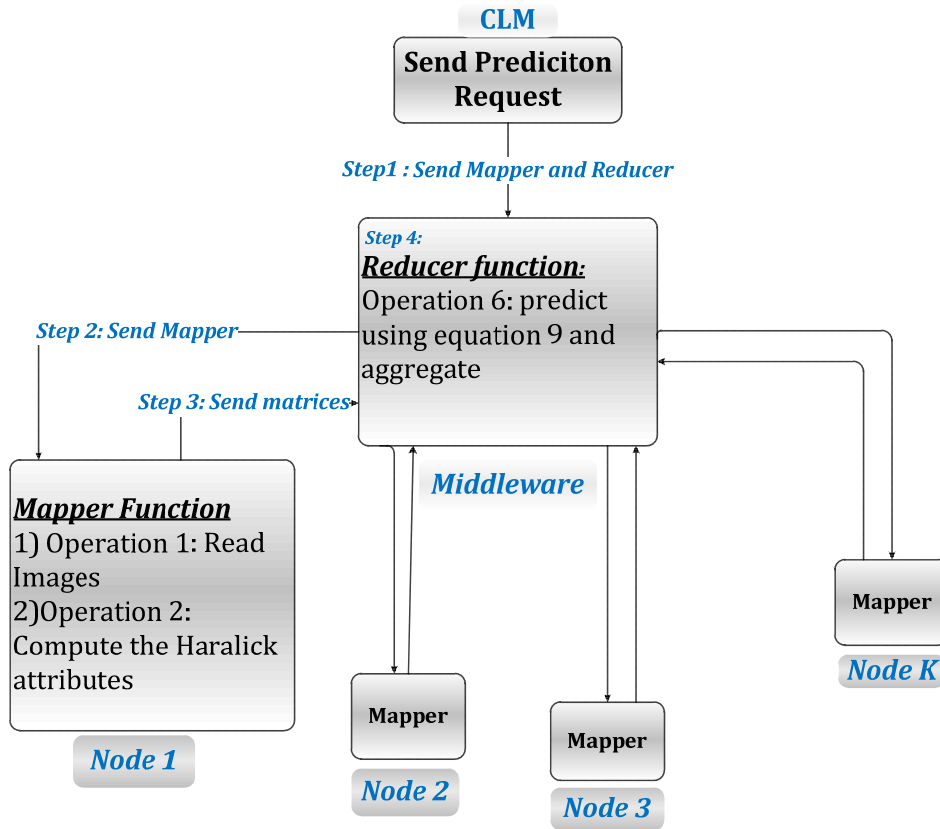 CLM
Send Prediciton
Request
Step1 : Send Mapper and Reducer
Step 4:
Reducer function:
Operation 6: predict
using equation 9 and
aggregate
Step 2: Send Mapper
Step 3: Send matrices
Middleware
Mapper Function
1) Operation 1: Read
Images
2)Operation 2:
Compute the Haralick
attributes
Node 1
Mapper
Node 2
Mapper
Node 3
Mapper
Node K